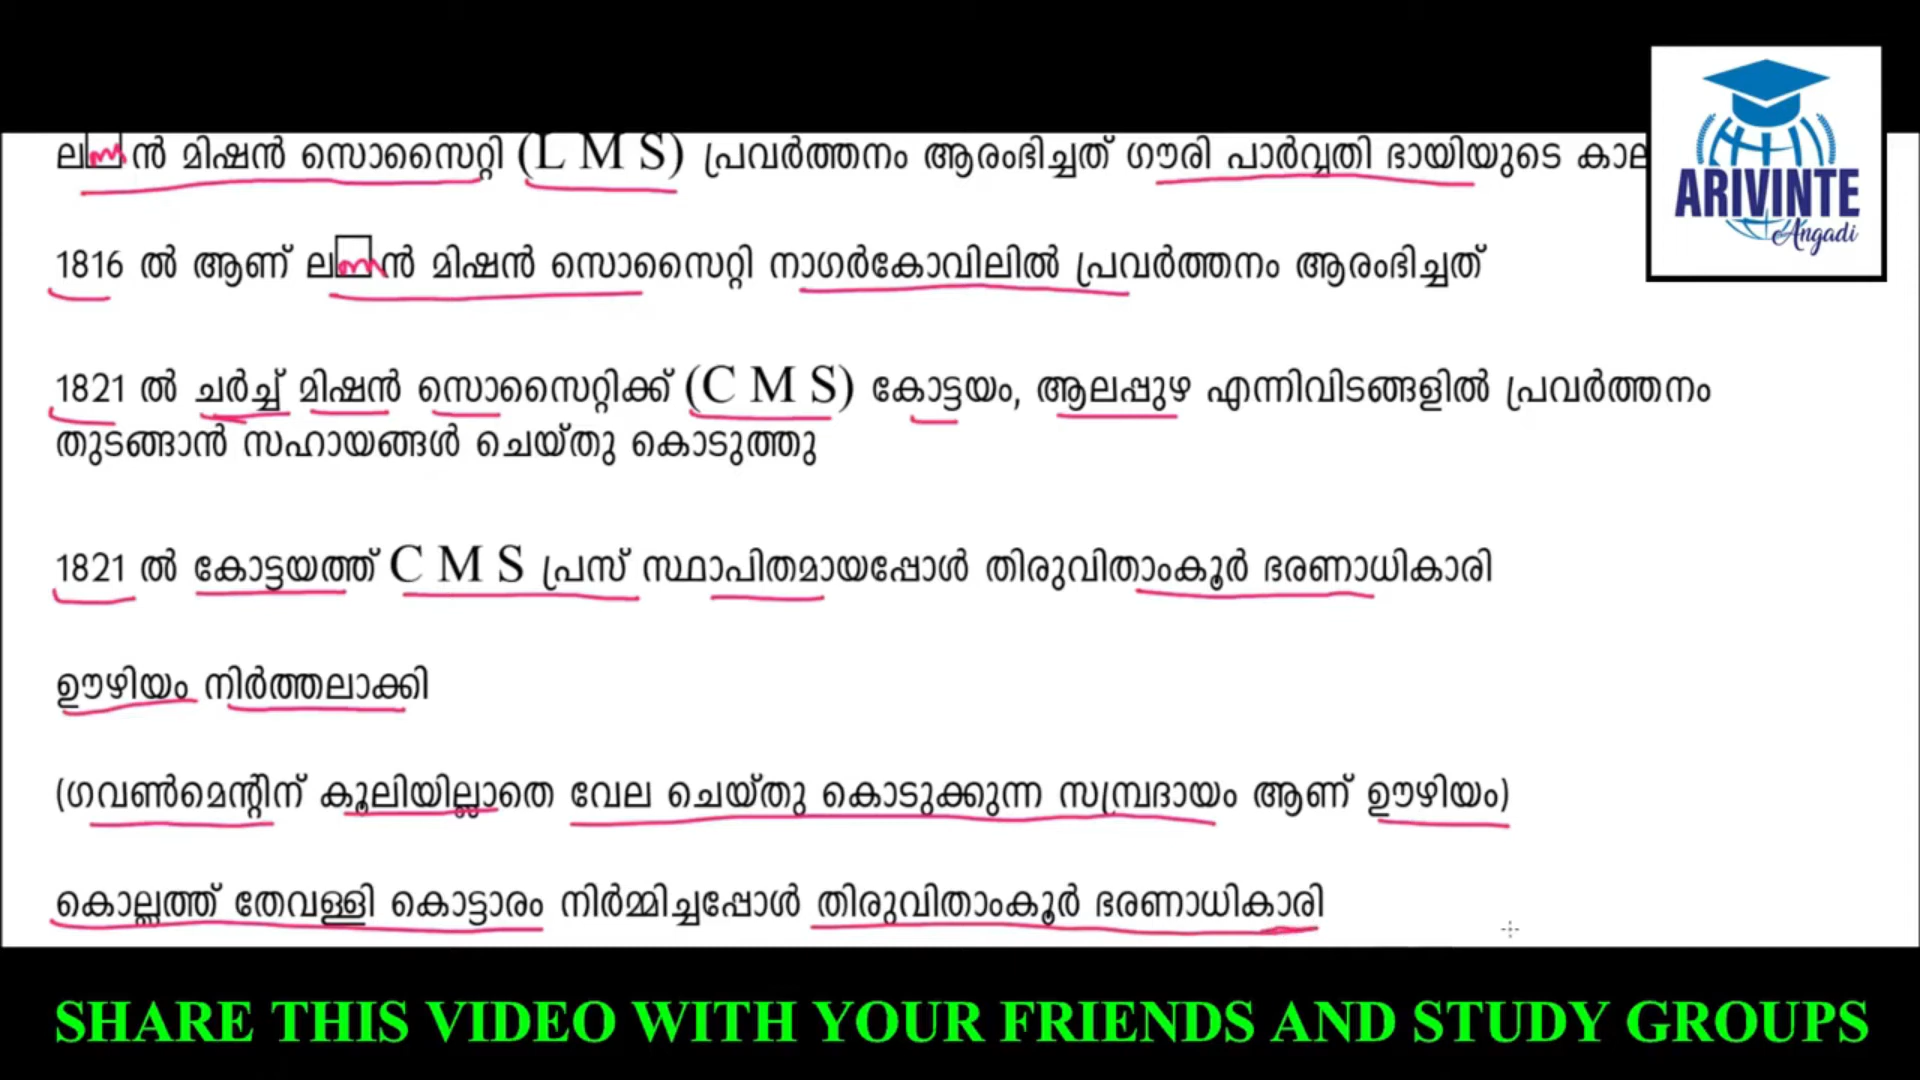 ലണ്ടൻ മിഷൻ സൊസൈറ്റി (L M S) പ്രവർത്തനം ആരംഭിച്ചത് ഗൗരി പാർവ്വതി ഭായിയുടെ കാല
1816 ൽ ആണ് ലണ്ടൻ മിഷൻ സൊസൈറ്റി നാഗർകോവിലിൽ പ്രവർത്തനം ആരംഭിച്ചത്
1821 ൽ ചർച്ച് മിഷൻ സൊസൈറ്റിക്ക് (C M S) കോട്ടയം, ആലപ്പുഴ എന്നിവിടങ്ങളിൽ പ്രവർത്തനം
തുടങ്ങാൻ സഹായങ്ങൾ ചെയ്തു കൊടുത്തു
1821 ൽ കോട്ടയത്ത് C M S പ്രസ് സ്ഥാപിതമായപ്പോൾ തിരുവിതാംകൂർ ഭരണാധികാരി
ഊഴിയം നിർത്തലാക്കി
(ഗവൺമെന്റിന് കൂലിയില്ലാതെ വേല ചെയ്തു കൊടുക്കുന്ന സമ്പ്രദായം ആണ് ഊഴിയം)
കൊല്ലത്ത് തേവള്ളി കൊട്ടാരം നിർമ്മിച്ചപ്പോൾ തിരുവിതാംകൂർ ഭരണാധികാരി
ARIVINTE
Angadi
SHARE THIS VIDEO WITH YOUR FRIENDS AND STUDY GROUPS